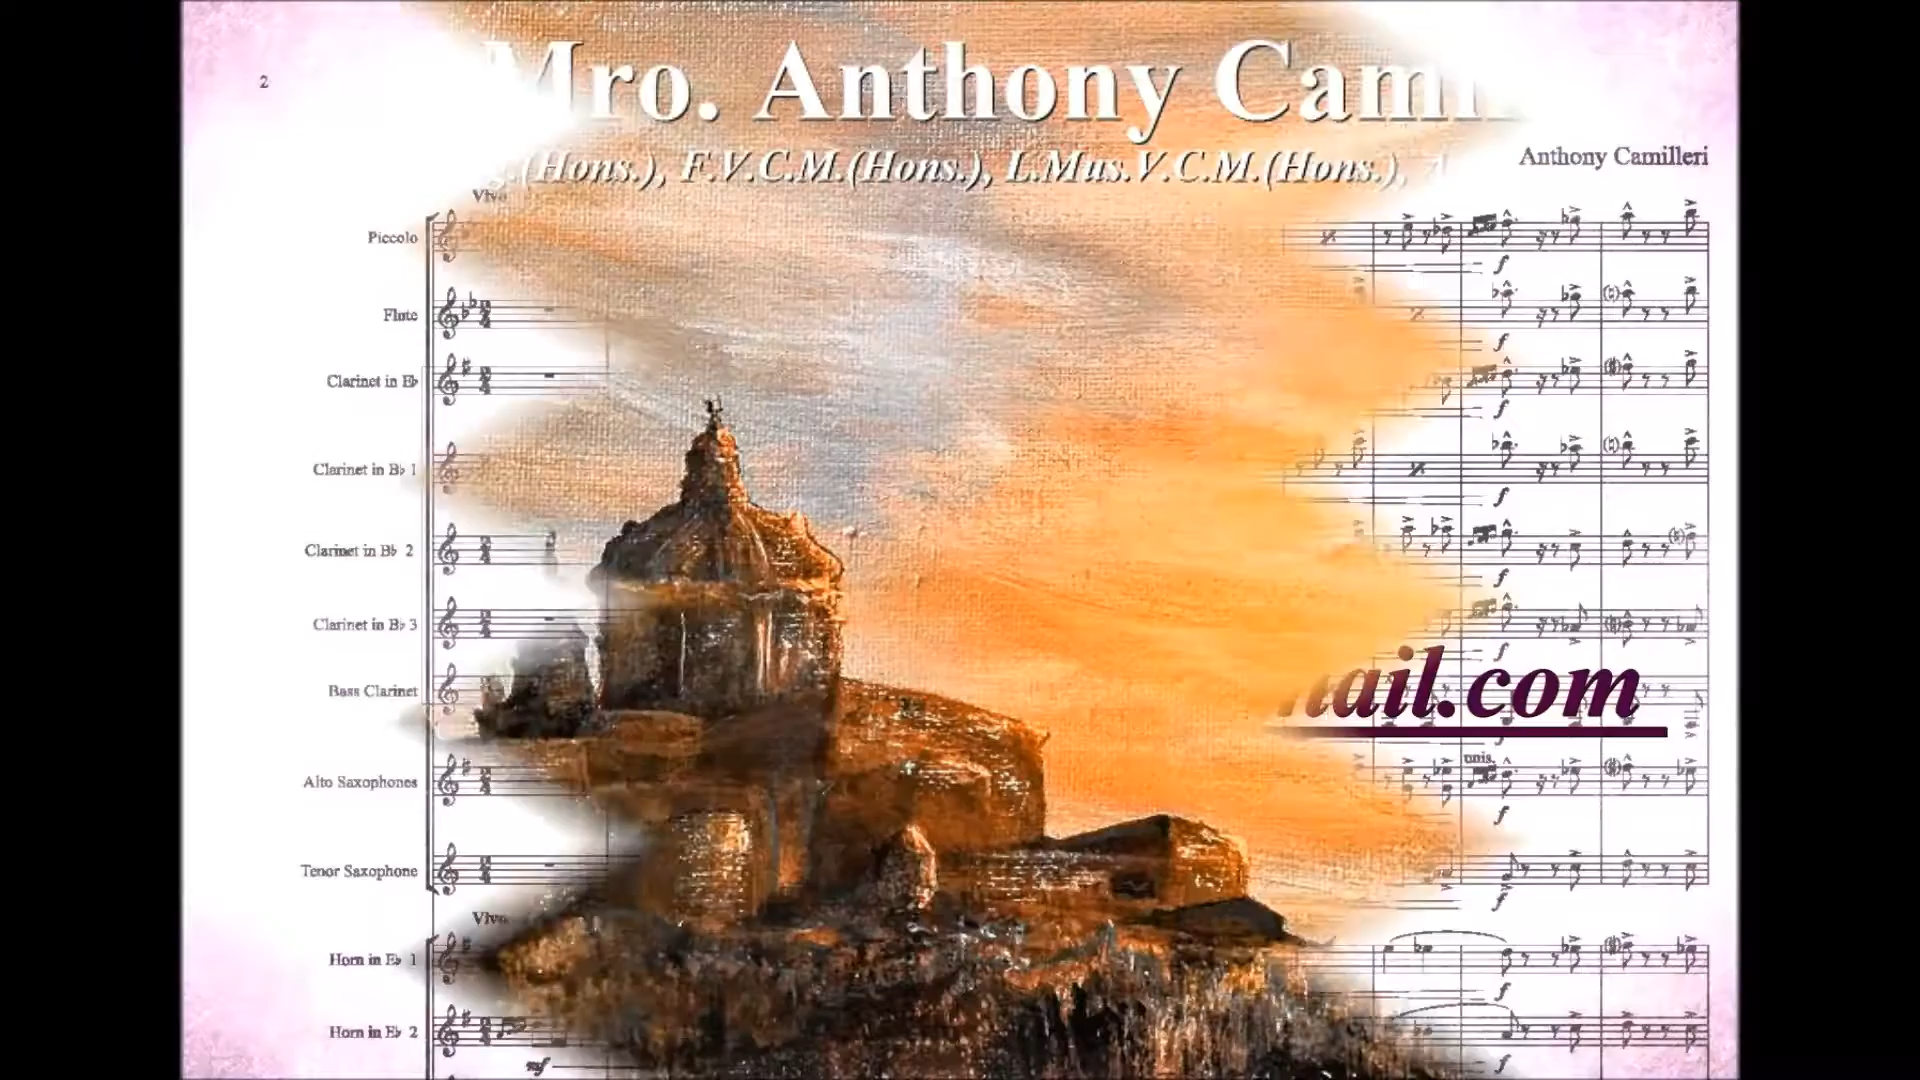 Mro. Anthony Cami
2
Anthony Camilleri
.(Hons.), F.V.C.M.(Hons.), L.Mus.V.C.M.(Hons.),
Vivo
Piccolo
f
Flute
f
Clarinet in E♭
f
Clarinet in B♭ 1
f
Clarinet in B♭ 2
f
Clarinet in B♭ 3
f
mail.com
Bass Clarinet
unis.
Alto Saxophones
f
Tenor Saxophone
f
Vivo
Horn in E♭ 1
f
Horn in E♭ 2
mf
f